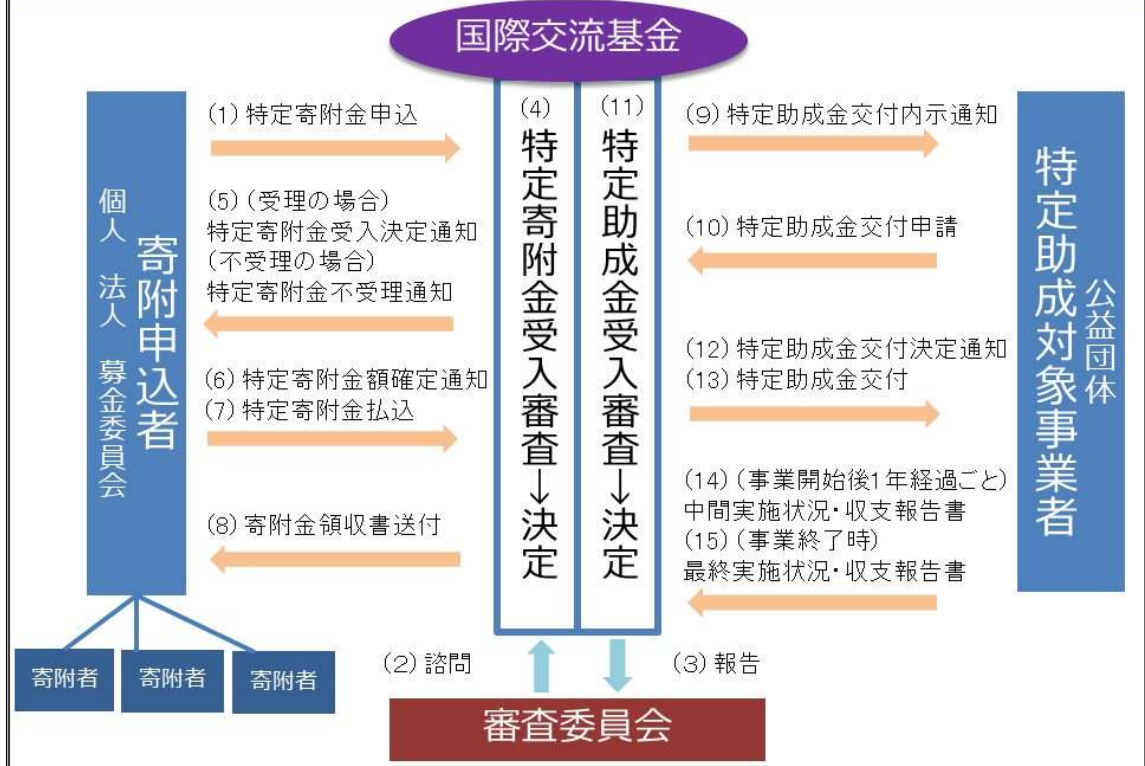 国際交流基金
(1) 特定寄附金申込
(5) (受理の場合)
特定寄附金受入決定通知
(不受理の場合)
特定寄附金不受理通知
(6) 特定寄附金額確定通知
(7) 特定寄附金払込
(8) 寄附金領収書送付
寄附申込者
個人 法人 募金委員会
寄附者
寄附者
寄附者
(4)
特定寄附金受入審査→決定
(11)
特定助成金受入審査→決定
(9) 特定助成金交付内示通知
(10) 特定助成金交付申請
(12) 特定助成金交付決定通知
(13) 特定助成金交付
(14) (事業開始後1年経過ごと)
中間実施状況・収支報告書
(15) (事業終了時)
最終実施状況・収支報告書
公益団体
特定助成対象事業者
(2) 諮問
(3) 報告
審査委員会